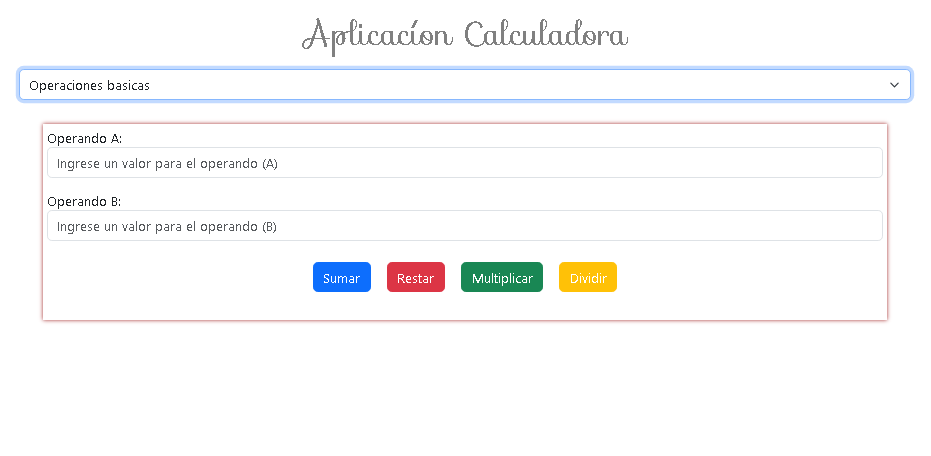 Aplicacíon Calculadora
Operaciones basicas
Operando A:
Ingrese un valor para el operando (A)
Operando B:
Ingrese un valor para el operando (B)
Sumar Restar Multiplicar Dividir